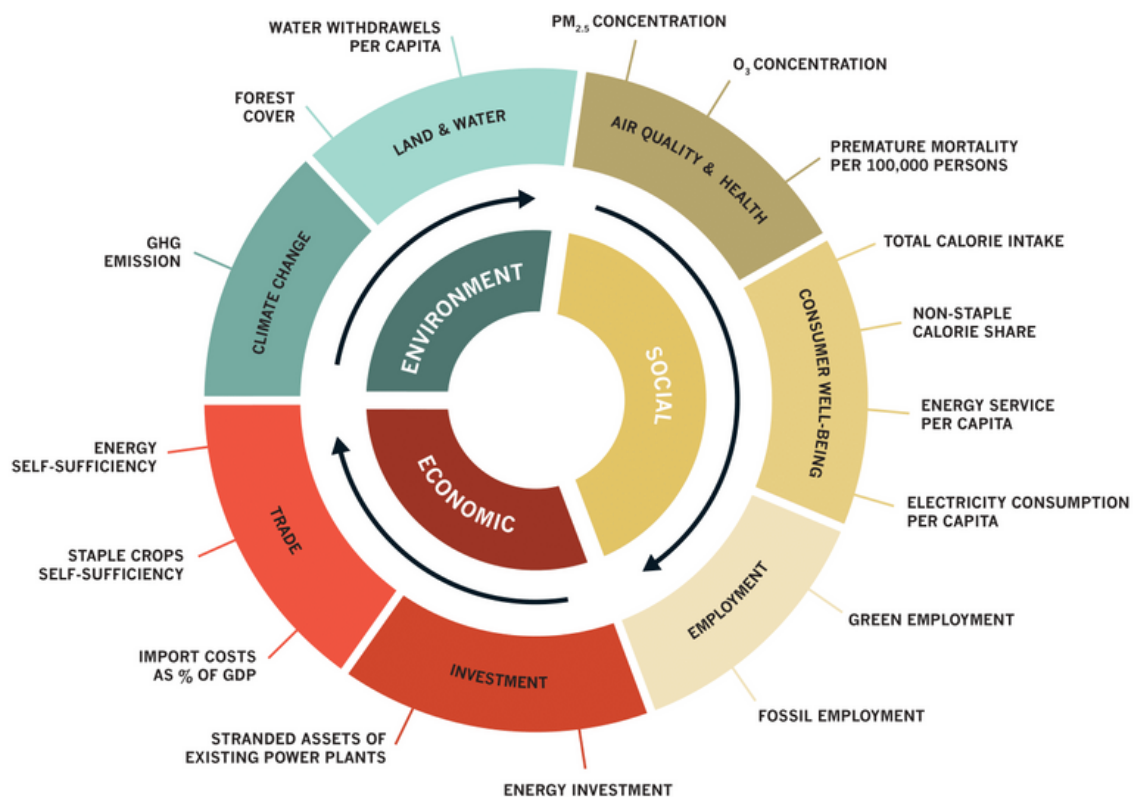 WATER WITHDRAWELS
PER CAPITA
FOREST
COVER
GHG
EMISSION
LAND & WATER
CLIMATE CHANGE
PM2.5 CONCENTRATION
O3 CONCENTRATION
PREMATURE MORTALITY
PER 100,000 PERSONS
AIR QUALITY & HEALTH
TOTAL CALORIE INTAKE
NON-STAPLE
CALORIE SHARE
ENERGY SERVICE
PER CAPITA
ELECTRICITY CONSUMPTION
PER CAPITA
CONSUMER WELL-BEING
GREEN EMPLOYMENT
FOSSIL EMPLOYMENT
EMPLOYMENT
ENERGY INVESTMENT
STRANDED ASSETS OF
EXISTING POWER PLANTS
INVESTMENT
IMPORT COSTS
AS % OF GDP
STAPLE CROPS
SELF-SUFFICIENCY
ENERGY
SELF-SUFFICIENCY
TRADE
ENVIRONMENT
SOCIAL
ECONOMIC